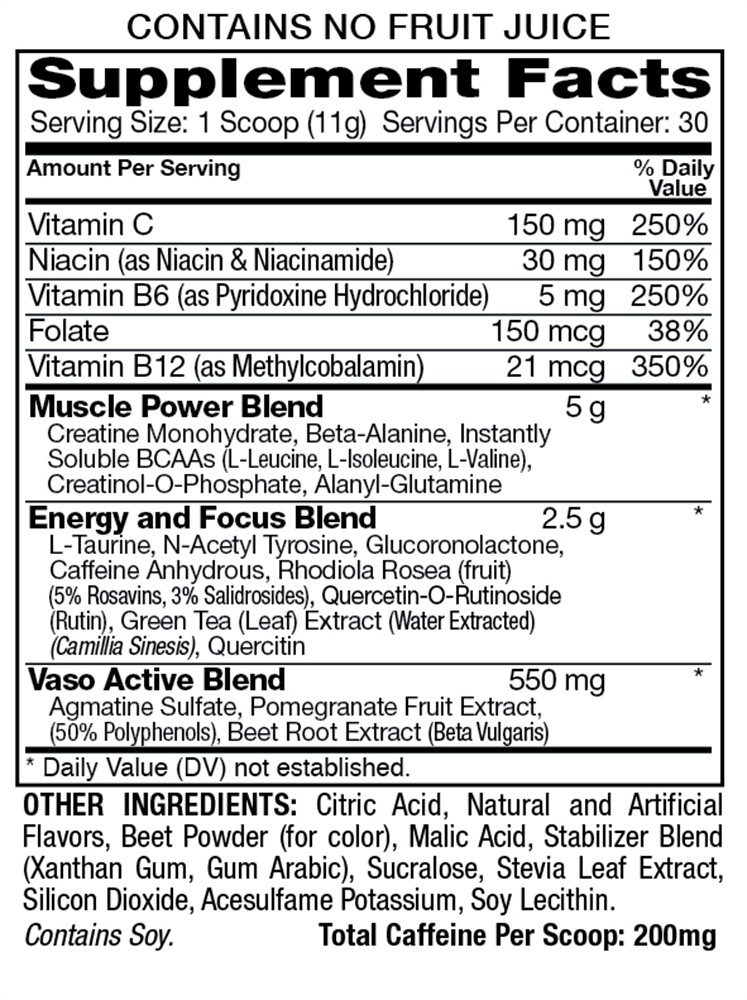 CONTAINS NO FRUIT JUICE
Supplement Facts
Serving Size: 1 Scoop (11g) Servings Per Container: 30
Amount Per Serving % Daily
Value
Vitamin C 150 mg 250%
Niacin (as Niacin & Niacinamide) 30 mg 150%
Vitamin B6 (as Pyridoxine Hydrochloride) 5 mg 250%
Folate 150 mcg 38%
Vitamin B12 (as Methylcobalamin) 21 mcg 350%
Muscle Power Blend 5 g *
Creatine Monohydrate, Beta-Alanine, Instantly
Soluble BCAAs (L-Leucine, L-Isoleucine, L-Valine),
Creatinol-O-Phosphate, Alanyl-Glutamine
Energy and Focus Blend 2.5 g *
L-Taurine, N-Acetyl Tyrosine, Glucoronolactone,
Caffeine Anhydrous, Rhodiola Rosea (fruit)
(5% Rosavins, 3% Salidrosides), Quercetin-O-Rutinoside
(Rutin), Green Tea (Leaf) Extract (Water Extracted)
(Camillia Sinesis), Quercitin
Vaso Active Blend 550 mg *
Agmatine Sulfate, Pomegranate Fruit Extract,
(50% Polyphenols), Beet Root Extract (Beta Vulgaris)
* Daily Value (DV) not established.
OTHER INGREDIENTS: Citric Acid, Natural and Artificial
Flavors, Beet Powder (for color), Malic Acid, Stabilizer Blend
(Xanthan Gum, Gum Arabic), Sucralose, Stevia Leaf Extract,
Silicon Dioxide, Acesulfame Potassium, Soy Lecithin.
Contains Soy. Total Caffeine Per Scoop: 200mg